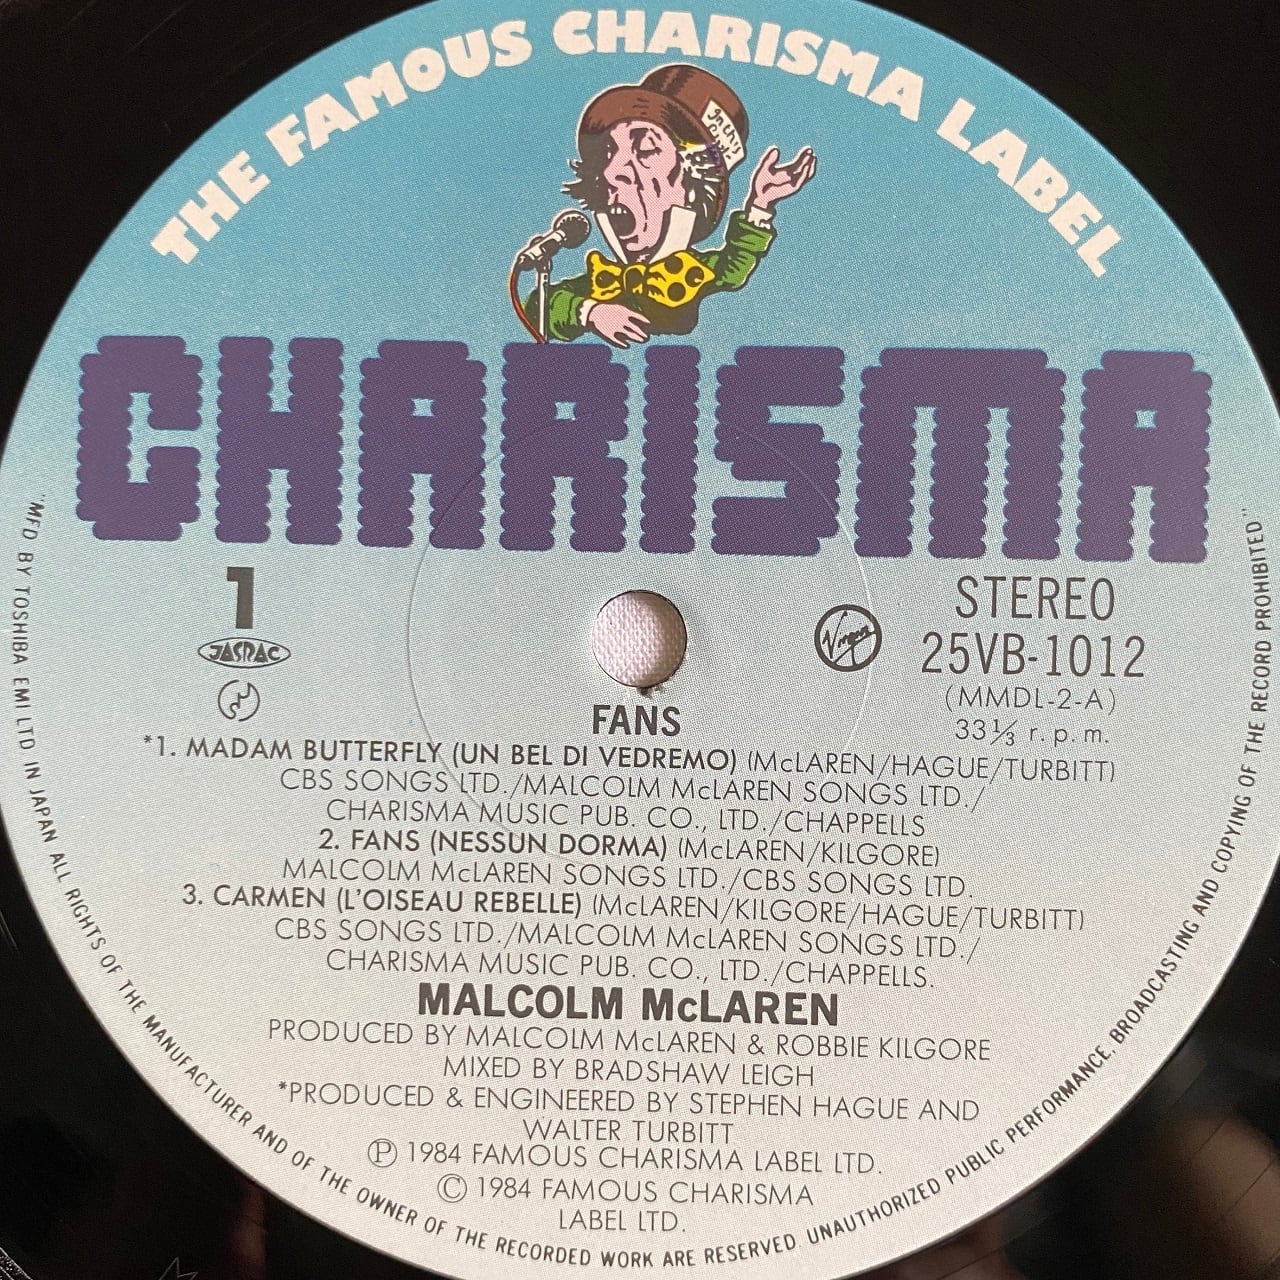 THE FAMOUS CHARISMA LABEL
In this Style
CHARISMA
1
JASRAC
Virgin
STEREO
25VB-1012
(MMDL-2-A)
33⅓ r.p.m.
FANS
*1. MADAM BUTTERFLY (UN BEL DI VEDREMO) (McLAREN/HAGUE/TURBITT)
CBS SONGS LTD./MALCOLM McLAREN SONGS LTD./
CHARISMA MUSIC PUB. CO., LTD./CHAPPELLS
2. FANS (NESSUN DORMA) (McLAREN/KILGORE)
MALCOLM McLAREN SONGS LTD./CBS SONGS LTD.
3. CARMEN (L'OISEAU REBELLE) (McLAREN/KILGORE/HAGUE/TURBITT)
CBS SONGS LTD./MALCOLM McLAREN SONGS LTD./
CHARISMA MUSIC PUB. CO., LTD./CHAPPELLS.
MALCOLM McLAREN
PRODUCED BY MALCOLM McLAREN & ROBBIE KILGORE
MIXED BY BRADSHAW LEIGH
*PRODUCED & ENGINEERED BY STEPHEN HAGUE AND
WALTER TURBITT
Ⓟ 1984 FAMOUS CHARISMA LABEL LTD.
© 1984 FAMOUS CHARISMA
LABEL LTD.
"MFD BY TOSHIBA EMI LTD IN JAPAN ALL RIGHTS OF THE MANUFACTURER AND OF THE OWNER OF THE RECORDED WORK ARE RESERVED. UNAUTHORIZED PUBLIC PERFORMANCE, BROADCASTING AND COPYING OF THE RECORD PROHIBITED"